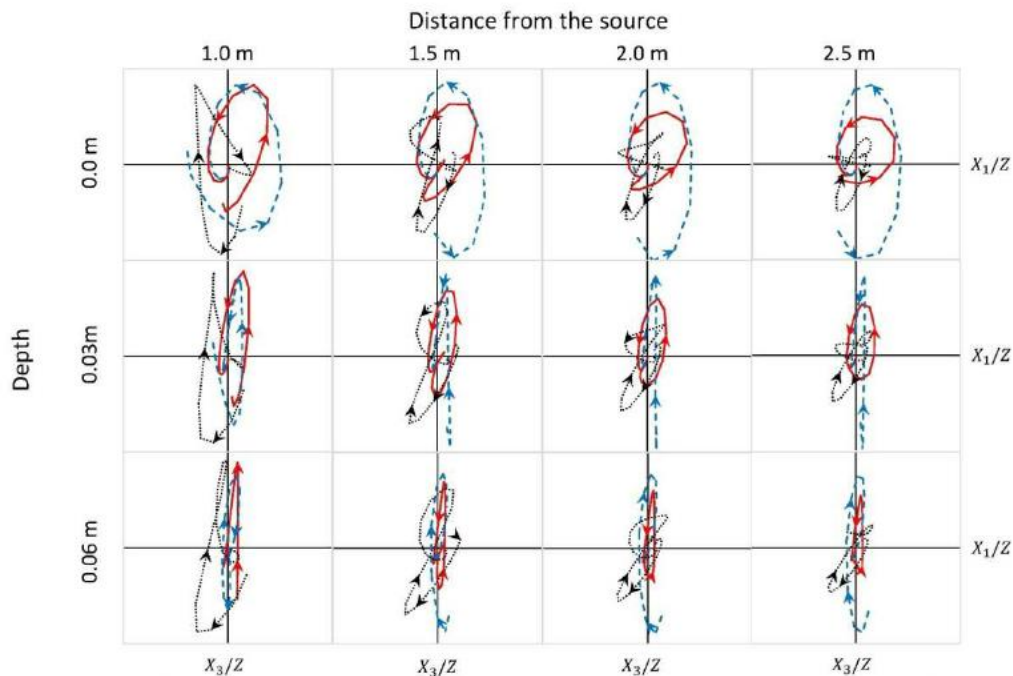 Distance from the source
1.0 m 1.5 m 2.0 m 2.5 m
Depth
0.0 m
X₁/Z
0.03m
X₁/Z
0.06 m
X₁/Z
X₃/Z X₃/Z X₃/Z X₃/Z